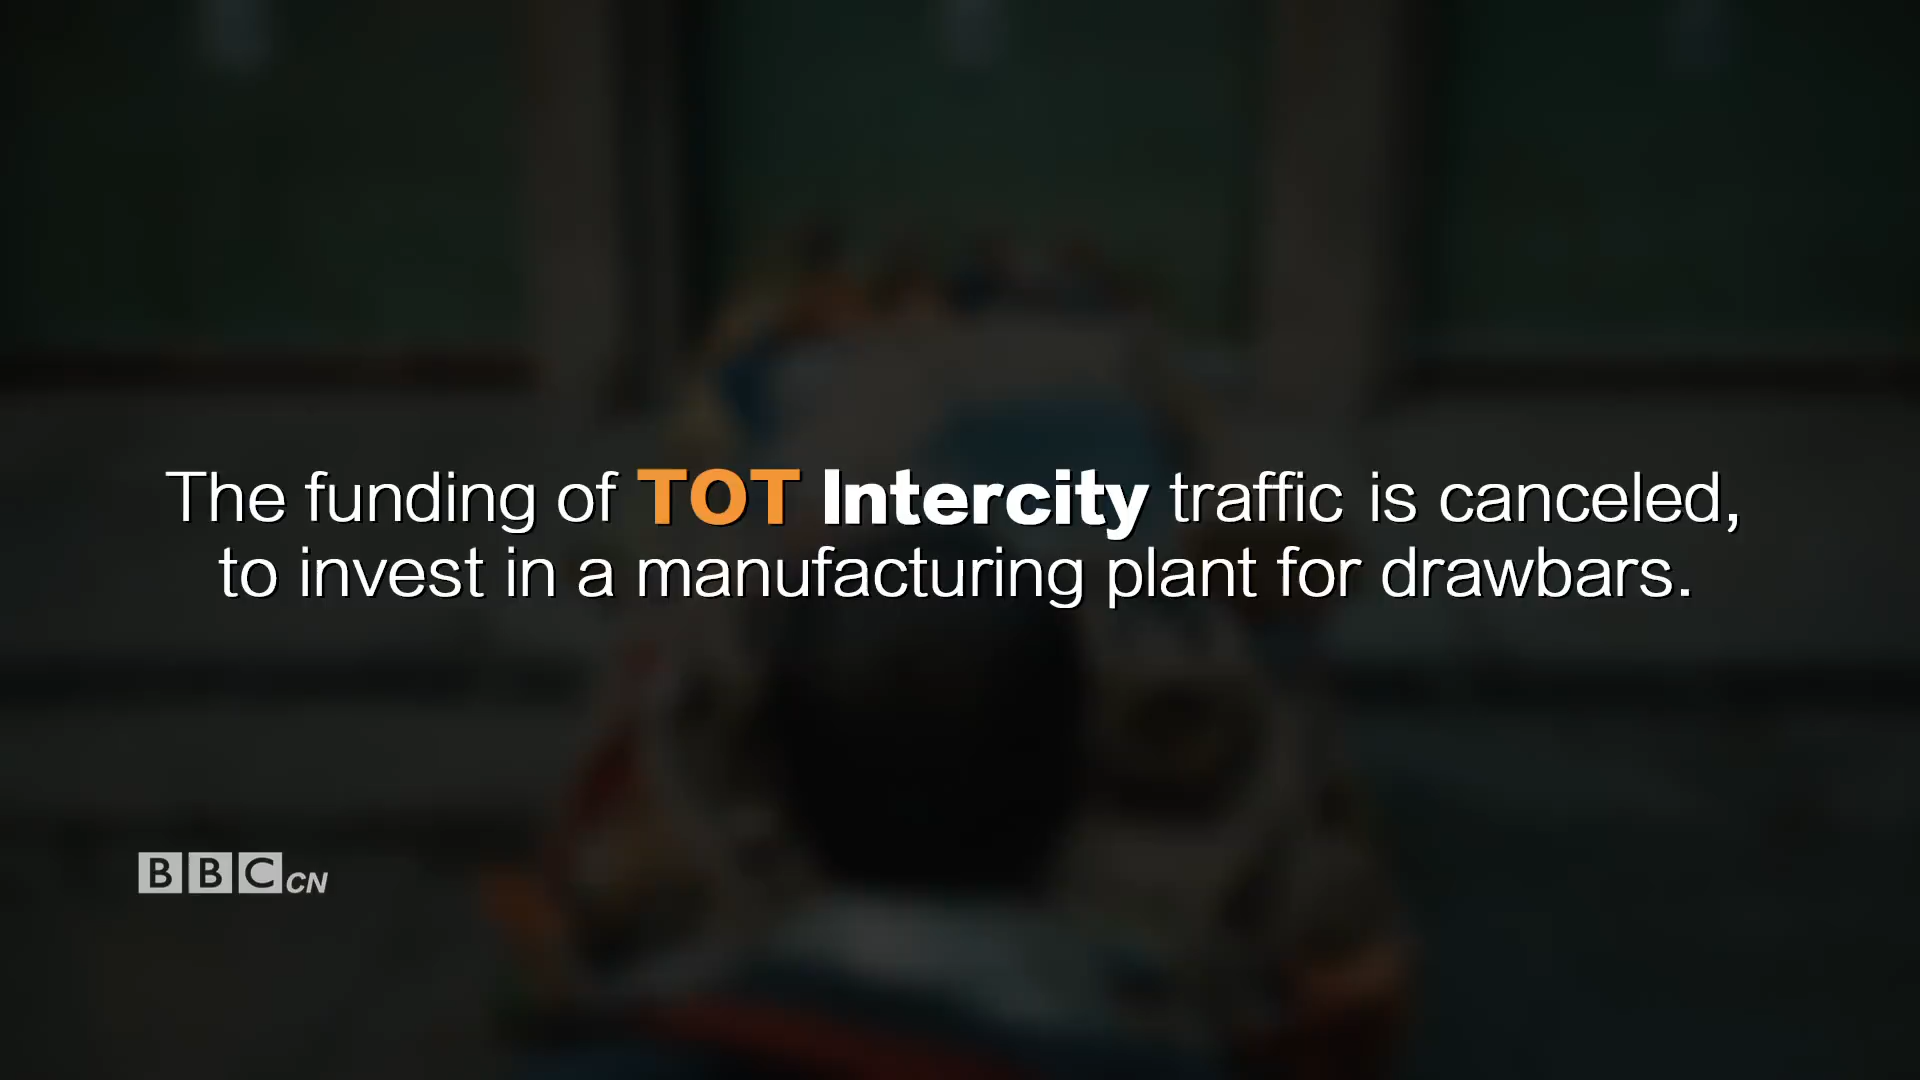 The funding of TOT Intercity traffic is canceled,
to invest in a manufacturing plant for drawbars.
BBC CN